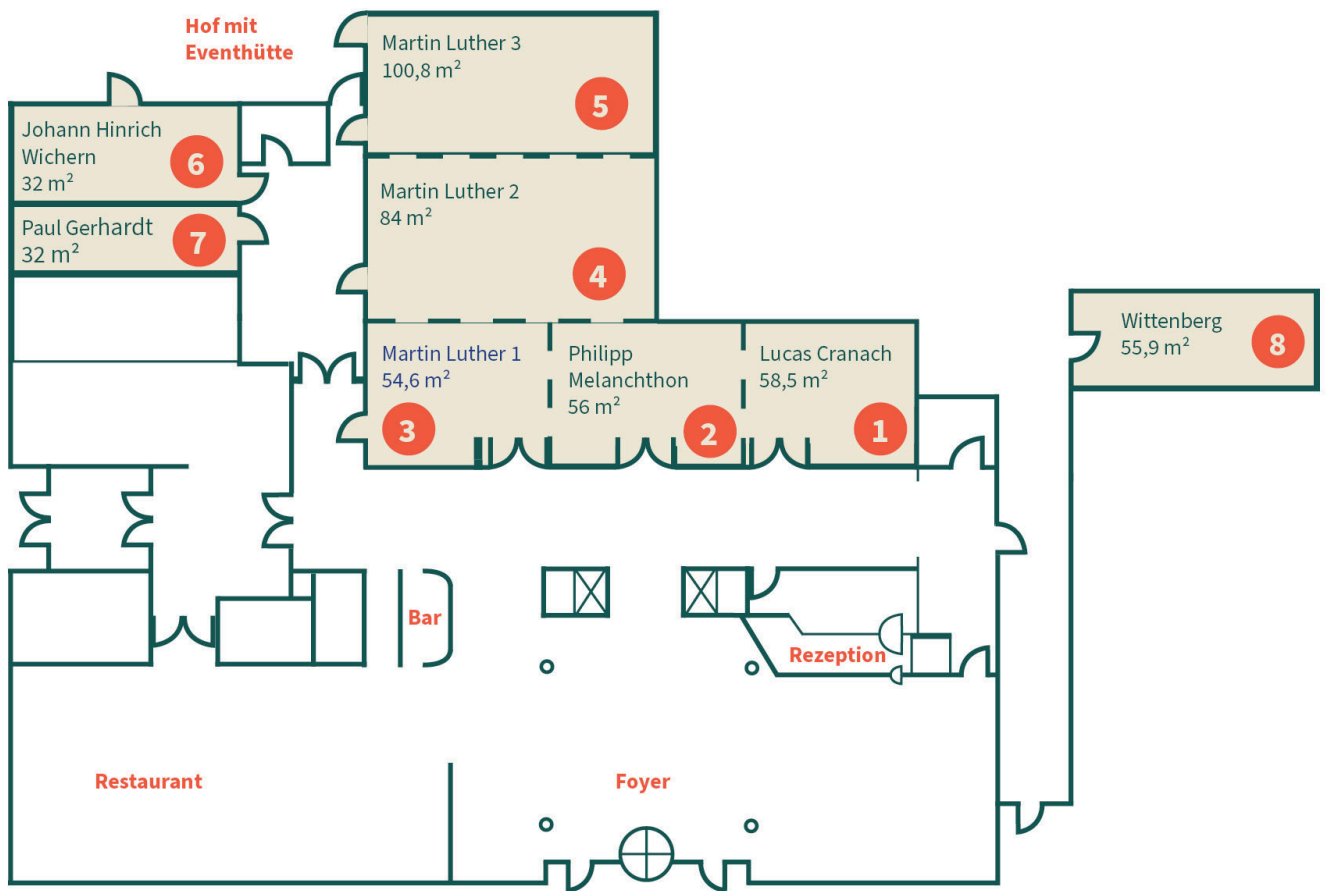 Hof mit
Eventhütte
Martin Luther 3
100,8 m²
5
Johann Hinrich
Wichern
32 m²
6
Martin Luther 2
84 m²
4
Paul Gerhardt
32 m²
7
Martin Luther 1
54,6 m²
3
Philipp
Melanchthon
56 m²
2
Lucas Cranach
58,5 m²
1
Wittenberg
55,9 m²
8
Bar
Rezeption
Restaurant
Foyer